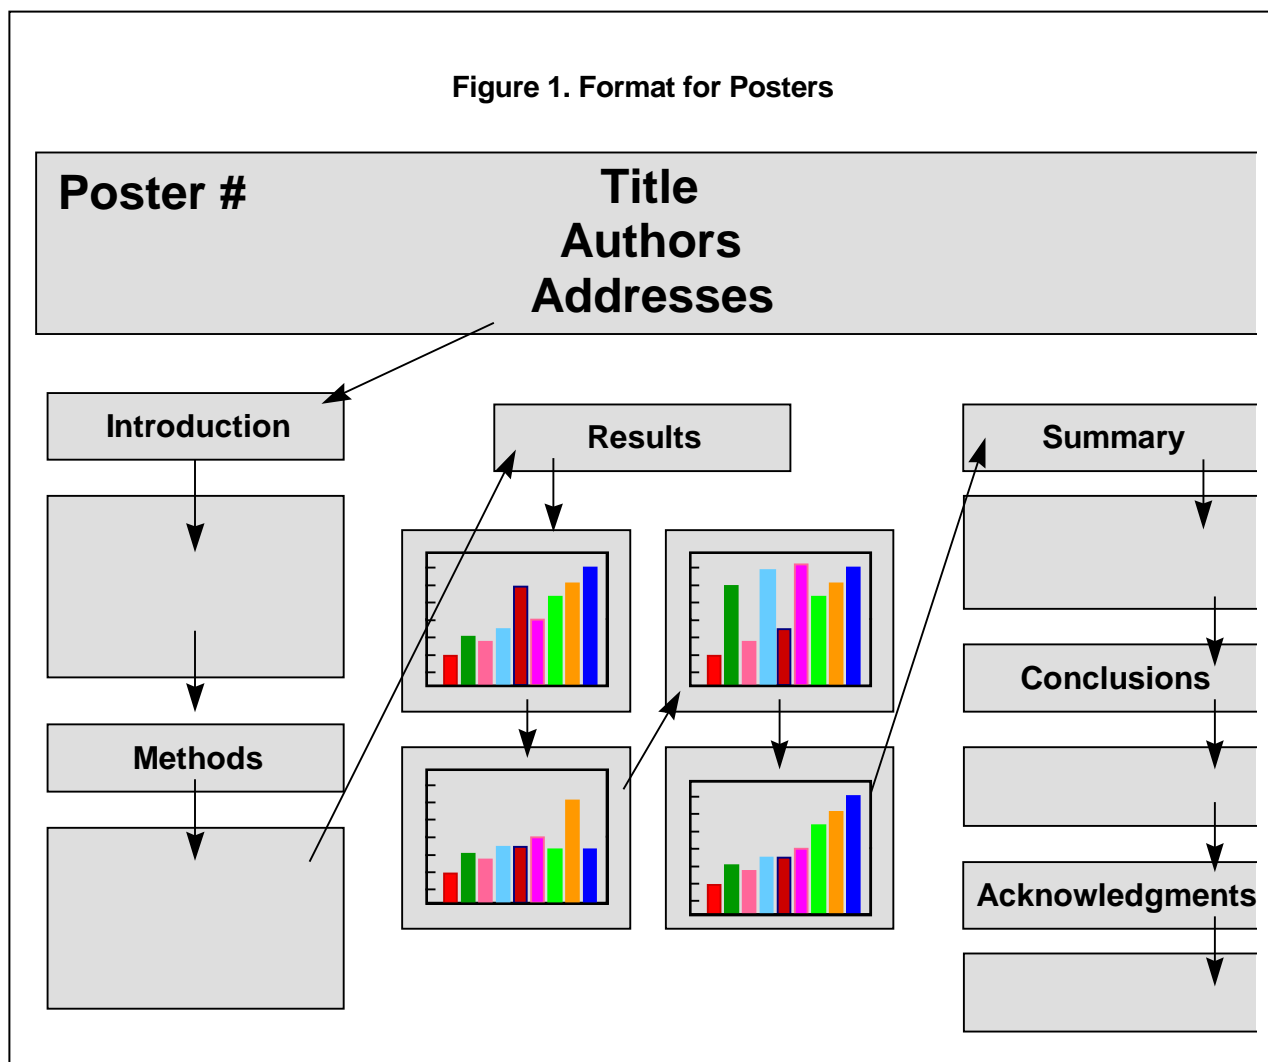 Figure 1. Format for Posters
Poster #
Title
Authors
Addresses
Introduction
Methods
Results
Summary
Conclusions
Acknowledgments